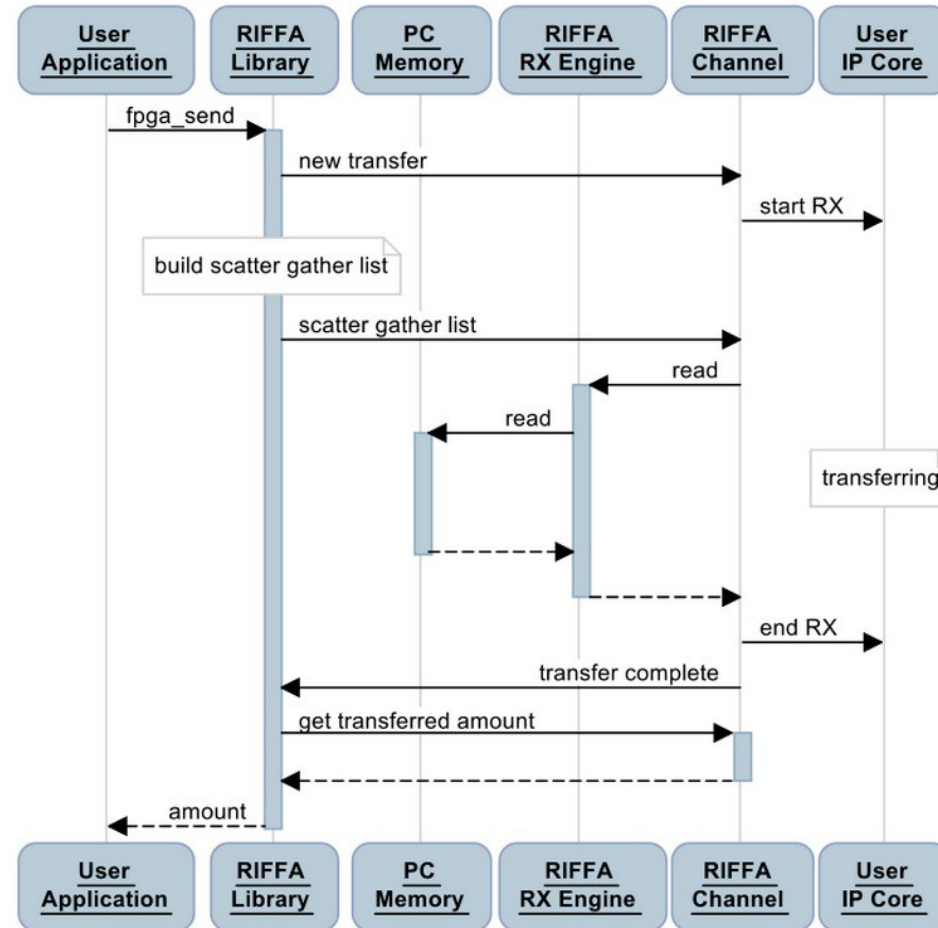 User
Application
RIFFA
Library
PC
Memory
RIFFA
RX Engine
RIFFA
Channel
User
IP Core
fpga_send
new transfer
start RX
build scatter gather list
scatter gather list
read
read
transferring
end RX
transfer complete
get transferred amount
amount
User
Application
RIFFA
Library
PC
Memory
RIFFA
RX Engine
RIFFA
Channel
User
IP Core